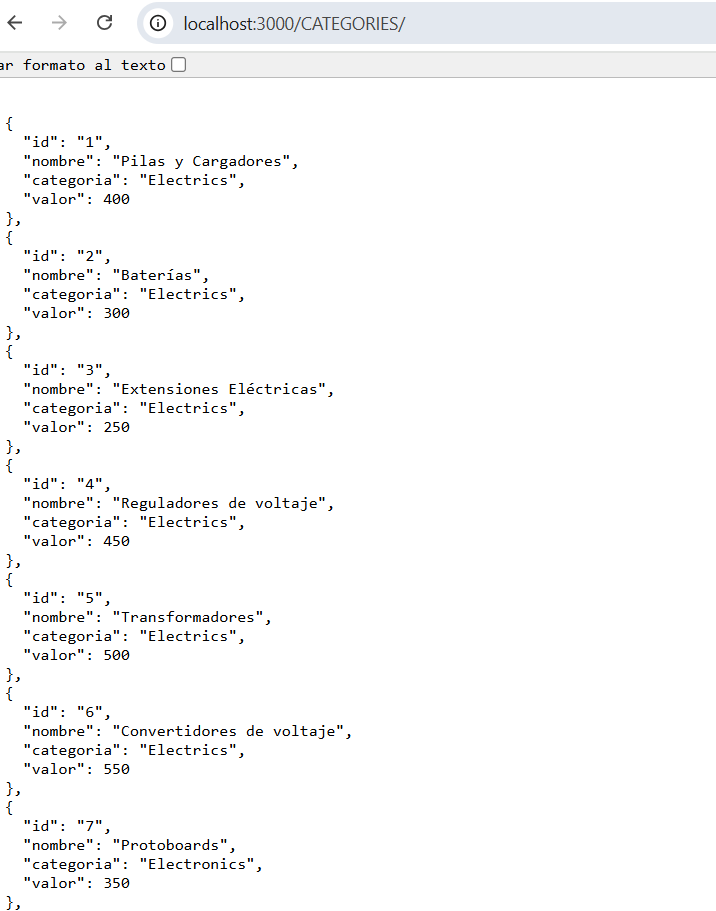 localhost:3000/CATEGORIES/
ar formato al texto
{
"id": "1",
"nombre": "Pilas y Cargadores",
"categoria": "Electrics",
"valor": 400
},
{
"id": "2",
"nombre": "Baterías",
"categoria": "Electrics",
"valor": 300
},
{
"id": "3",
"nombre": "Extensiones Eléctricas",
"categoria": "Electrics",
"valor": 250
},
{
"id": "4",
"nombre": "Reguladores de voltaje",
"categoria": "Electrics",
"valor": 450
},
{
"id": "5",
"nombre": "Transformadores",
"categoria": "Electrics",
"valor": 500
},
{
"id": "6",
"nombre": "Convertidores de voltaje",
"categoria": "Electrics",
"valor": 550
},
{
"id": "7",
"nombre": "Protoboards",
"categoria": "Electronics",
"valor": 350
},